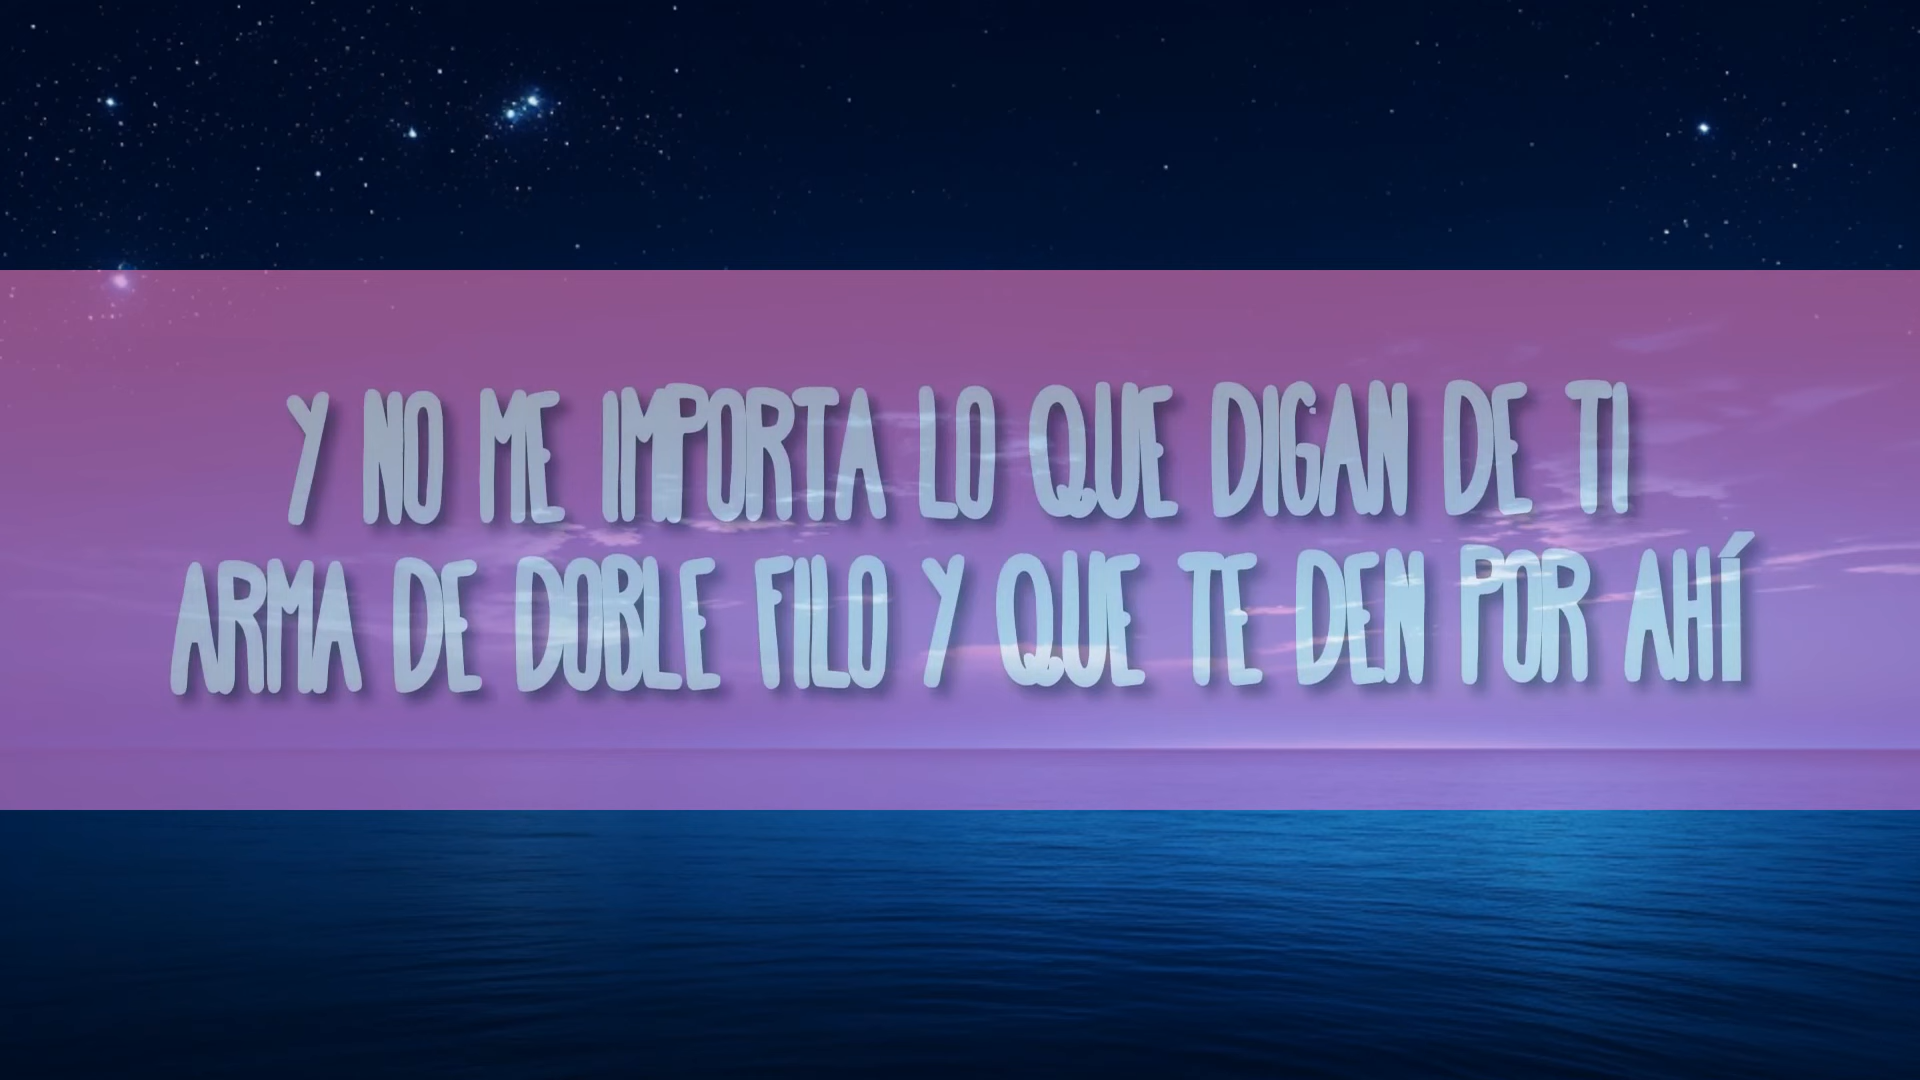 Y NO ME IMPORTA LO QUE DIGAN DE TI
ARMA DE DOBLE FILO Y QUE TE DEN POR AHÍ